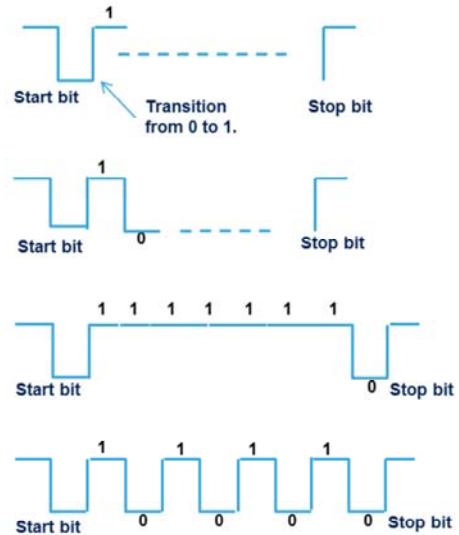 1
Start bit
Transition
from 0 to 1.
Stop bit
1
0
Start bit
Stop bit
1 1 1 1 1 1 1
Start bit
0 Stop bit
1 1 1 1
Start bit
0 0 0 0 Stop bit